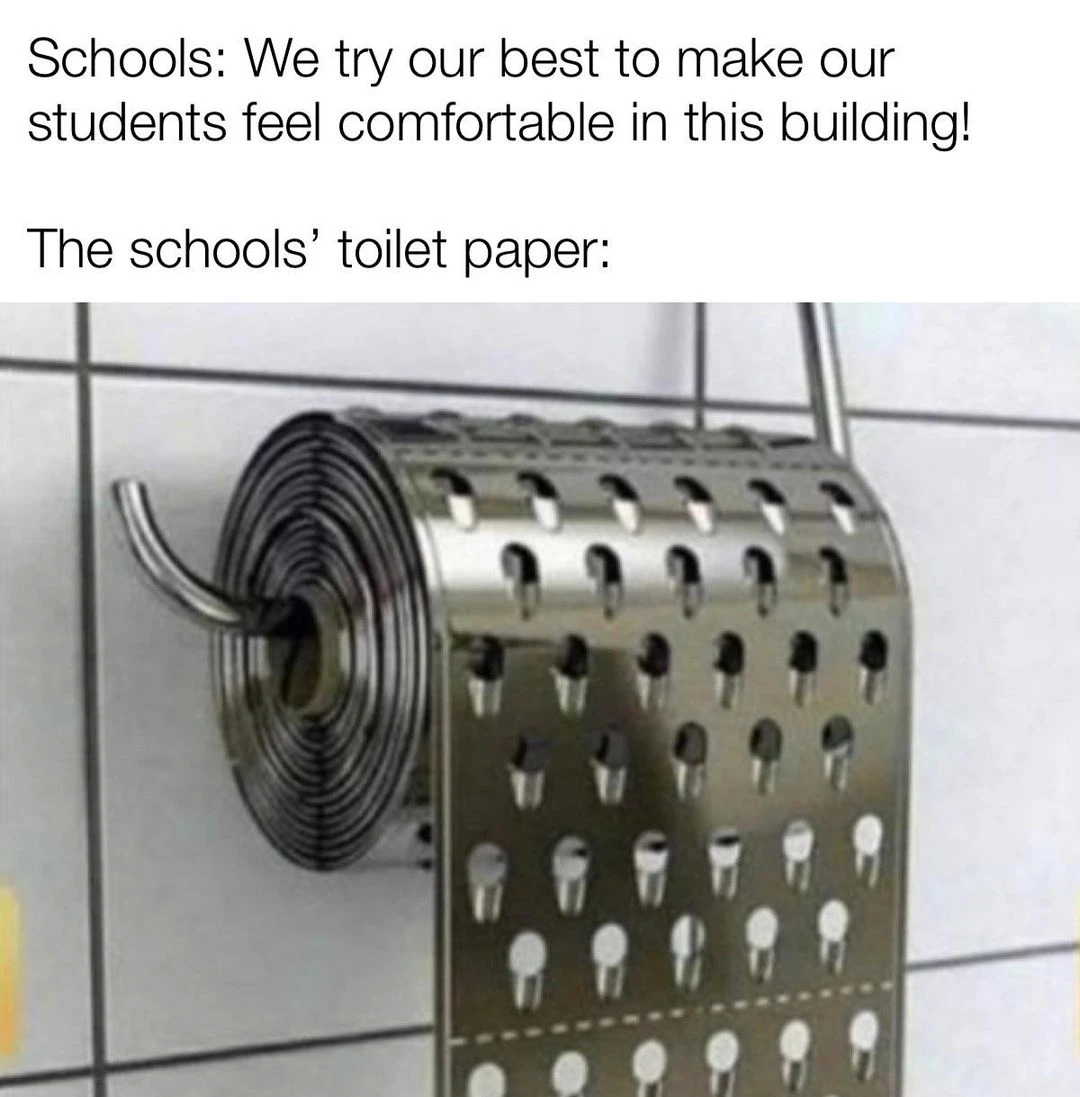 Schools: We try our best to make our
students feel comfortable in this building!
The schools’ toilet paper: